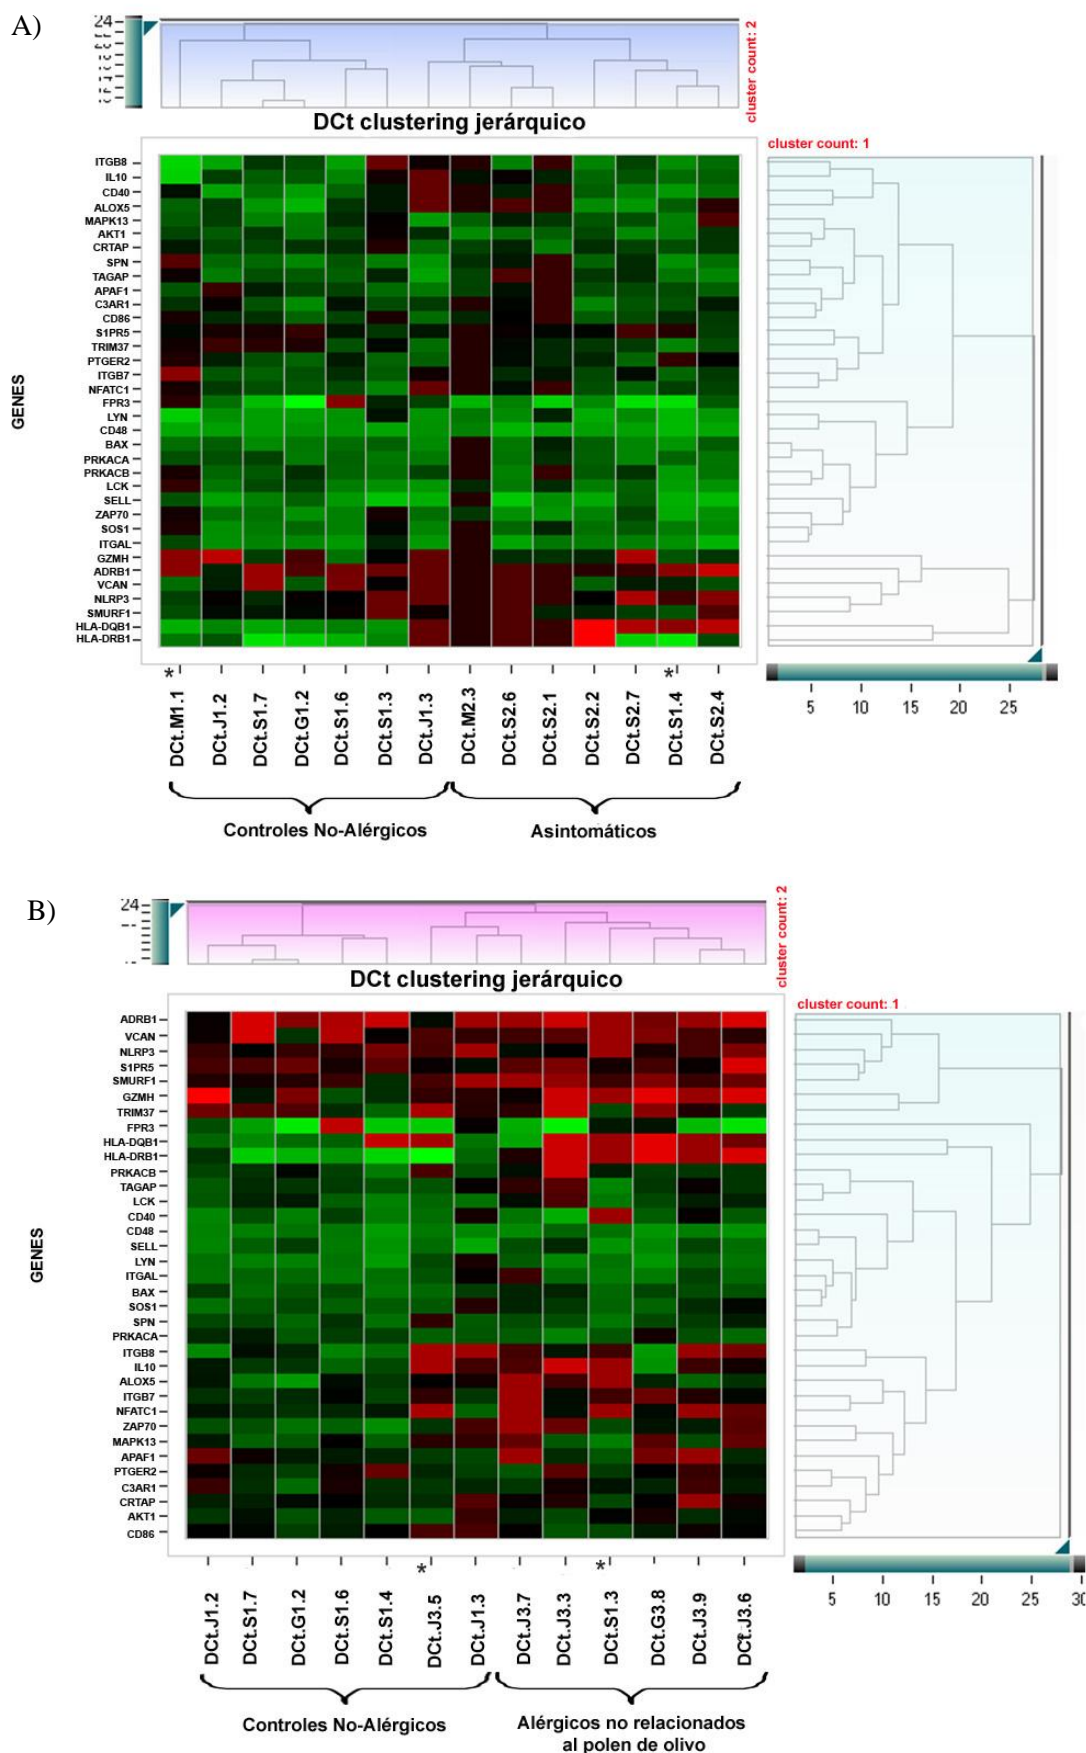 A)
24
cluster count: 2
DCt clustering jerárquico
cluster count: 1
GENES
ITGB8
IL10
CD40
ALOX5
MAPK13
AKT1
CRTAP
SPN
TAGAP
APAF1
C3AR1
CD86
S1PR5
TRIM37
PTGER2
ITGB7
NFATC1
FPR3
LYN
CD48
BAX
PRKACA
PRKACB
LCK
SELL
ZAP70
SOS1
ITGAL
GZMH
ADRB1
VCAN
NLRP3
SMURF1
HLA-DQB1
HLA-DRB1
* *
5 10 15 20 25
DCt.M1.1 DCt.J1.2 DCt.S1.7 DCt.G1.2 DCt.S1.6 DCt.S1.3 DCt.J1.3 DCt.M2.3 DCt.S2.6 DCt.S2.1 DCt.S2.2 DCt.S2.7 DCt.S1.4 DCt.S2.4
Controles No-Alérgicos Asintomáticos
B)
24
cluster count: 2
DCt clustering jerárquico
cluster count: 1
GENES
ADRB1
VCAN
NLRP3
S1PR5
SMURF1
GZMH
TRIM37
FPR3
HLA-DQB1
HLA-DRB1
PRKACB
TAGAP
LCK
CD40
CD48
SELL
LYN
ITGAL
BAX
SOS1
SPN
PRKACA
ITGB8
IL10
ALOX5
ITGB7
NFATC1
ZAP70
MAPK13
APAF1
PTGER2
C3AR1
CRTAP
AKT1
CD86
* *
5 10 15 20 25
DCt.J1.2 DCt.S1.7 DCt.G1.2 DCt.S1.6 DCt.S1.4 DCt.J3.5 DCt.J1.3 DCt.J3.7 DCt.J3.3 DCt.S1.3 DCt.G3.8 DCt.J3.9 DCt.J3.6
Controles No-Alérgicos Alérgicos no relacionados
al polen de olivo